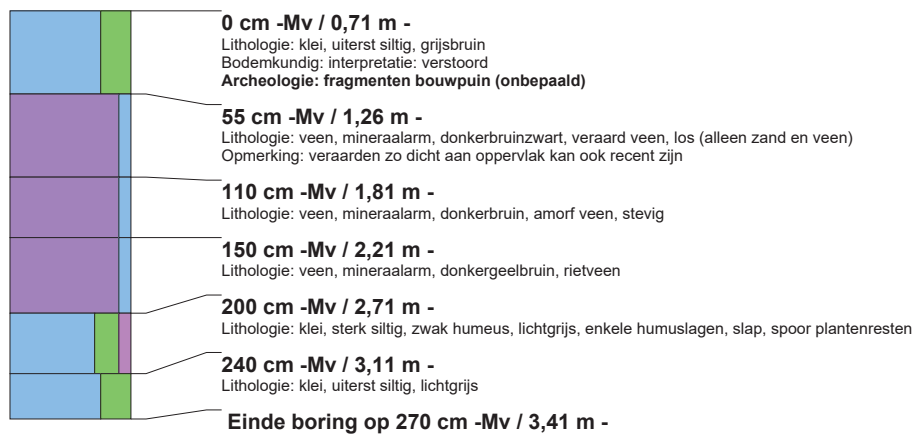 0 cm -Mv / 0,71 m -
Lithologie: klei, uiterst siltig, grijsbruin
Bodemkundig: interpretatie: verstoord
Archeologie: fragmenten bouwpuin (onbepaald)
55 cm -Mv / 1,26 m -
Lithologie: veen, mineraalarm, donkerbruinzwart, veraard veen, los (alleen zand en veen)
Opmerking: veraarden zo dicht aan oppervlak kan ook recent zijn
110 cm -Mv / 1,81 m -
Lithologie: veen, mineraalarm, donkerbruin, amorf veen, stevig
150 cm -Mv / 2,21 m -
Lithologie: veen, mineraalarm, donkergeelbruin, rietveen
200 cm -Mv / 2,71 m -
Lithologie: klei, sterk siltig, zwak humeus, lichtgrijs, enkele humuslagen, slap, spoor plantenresten
240 cm -Mv / 3,11 m -
Lithologie: klei, uiterst siltig, lichtgrijs
Einde boring op 270 cm -Mv / 3,41 m -